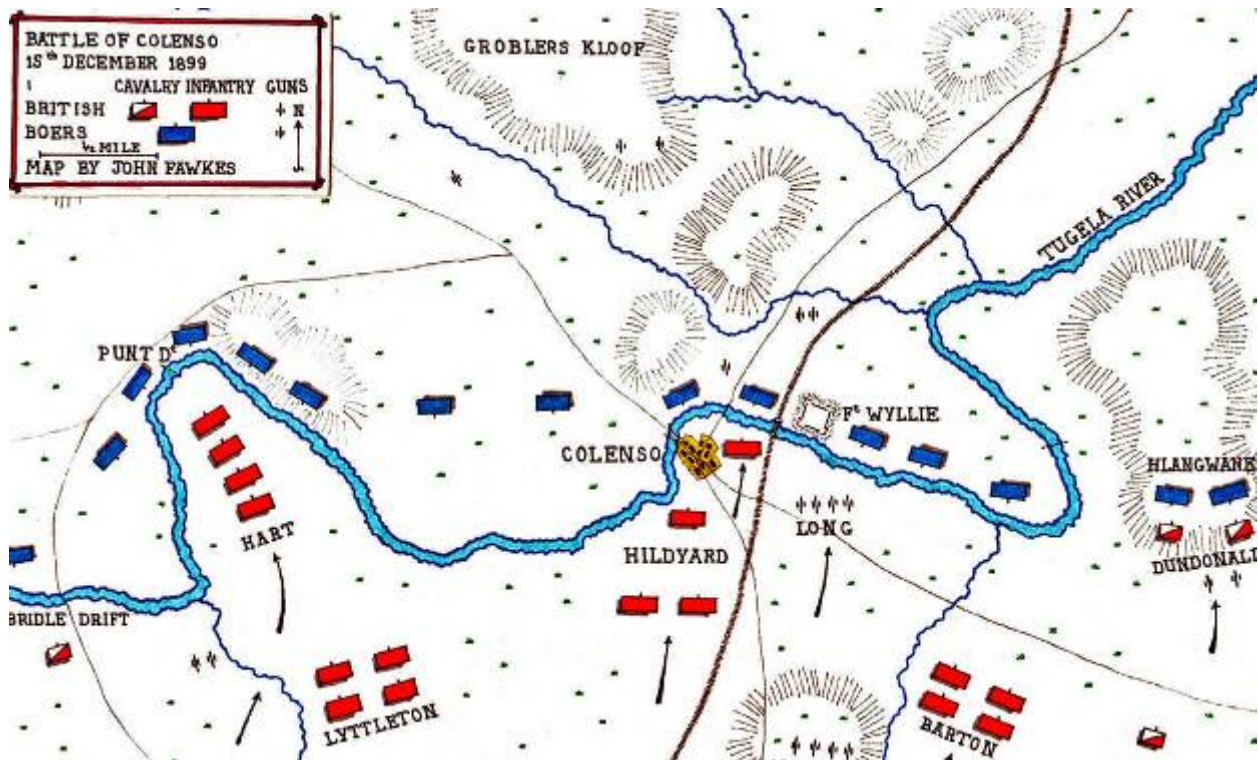 BATTLE OF COLENSO
15th DECEMBER 1899
CAVALRY INFANTRY GUNS
BRITISH
N
BOERS
1/2 MILE
MAP BY JOHN FAWKES
GROBLERS KLOOF
TUGELA RIVER
PUNT Dt
Ft WYLLIE
COLENSO
HLANGWANE
LONG
HART
HILDYARD
DUNDONALD
BRIDLE DRIFT
LYTTLETON
BARTON